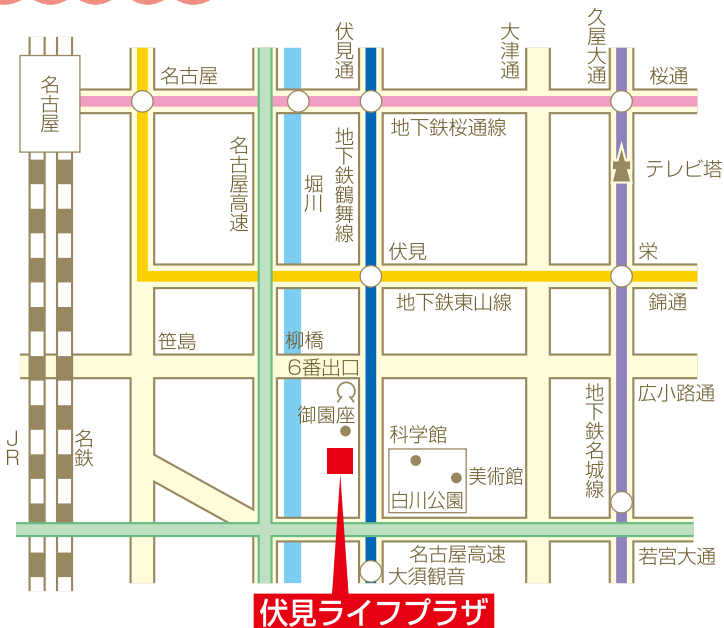 伏見通
大津通
久屋大通
名古屋
桜通
名古屋
地下鉄桜通線
名古屋高速
堀川
地下鉄鶴舞線
テレビ塔
伏見
栄
地下鉄東山線
錦通
笹島
柳橋
6番出口
広小路通
御園座
地下鉄名城線
科学館
JR
名鉄
美術館
白川公園
名古屋高速
若宮大通
大須観音
伏見ライフプラザ